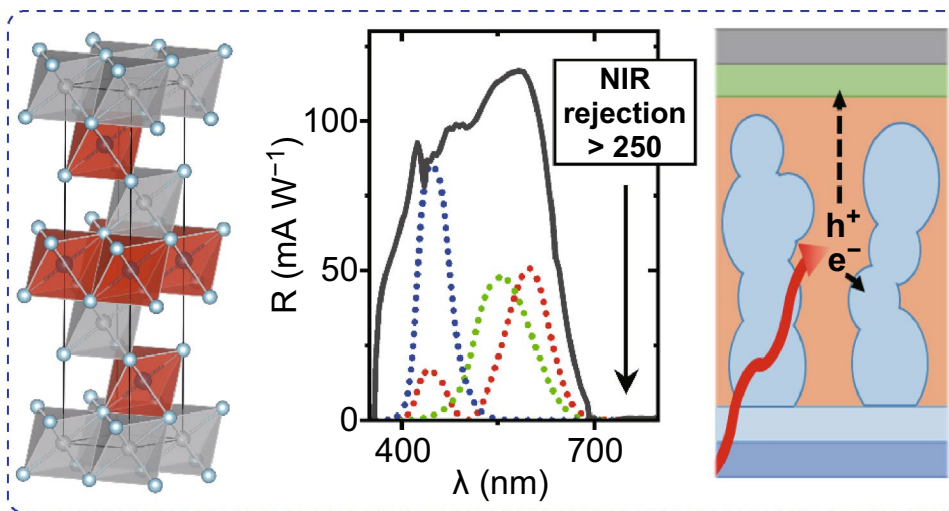 NIR
rejection
> 250
100
50
0
R (mA W⁻¹)
400
700
λ (nm)
h⁺
e⁻